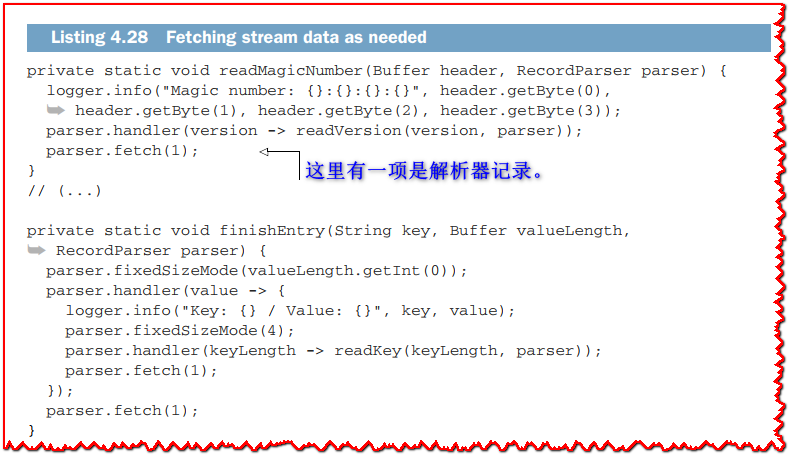 Listing 4.28 Fetching stream data as needed
private static void readMagicNumber(Buffer header, RecordParser parser) {
logger.info("Magic number: {}:{}:{}:{}", header.getByte(0),
➥ header.getByte(1), header.getByte(2), header.getByte(3));
parser.handler(version -> readVersion(version, parser));
parser.fetch(1);
这里有一项是解析器记录。
}
// (...)
private static void finishEntry(String key, Buffer valueLength,
➥ RecordParser parser) {
parser.fixedSizeMode(valueLength.getInt(0));
parser.handler(value -> {
logger.info("Key: {} / Value: {}", key, value);
parser.fixedSizeMode(4);
parser.handler(keyLength -> readKey(keyLength, parser));
parser.fetch(1);
});
parser.fetch(1);
}